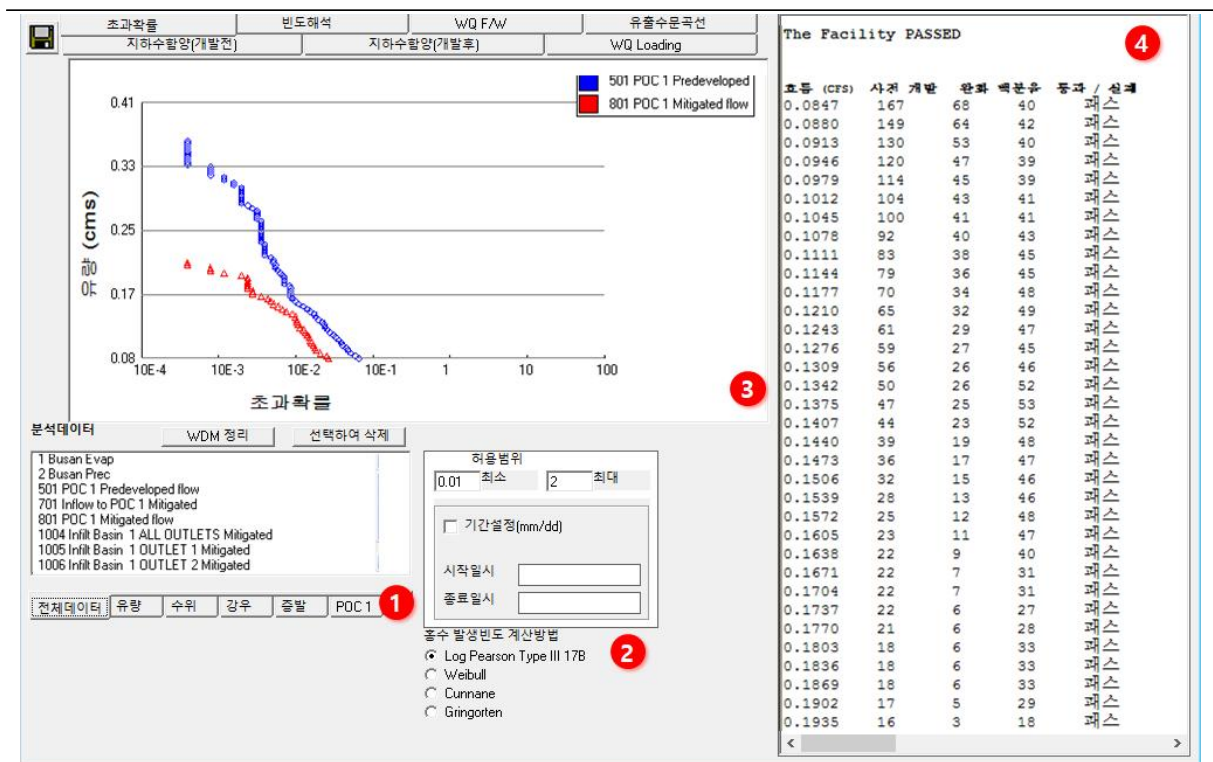 초과확률 빈도해석 WQ F/W 유출수문곡선
지하수함양(개발전) 지하수함양(개발후) WQ Loading
501 POC 1 Predeveloped
801 POC 1 Mitigated flow
0.41
0.33
0.25
0.17
0.08
유량 (cms)
10E-4 10E-3 10E-2 10E-1 1 10 100
초과확률
3
분석데이터 WDM 정리 선택하여 삭제
1 Busan Evap
2 Busan Prec
501 POC 1 Predeveloped flow
701 Inflow to POC 1 Mitigated
801 POC 1 Mitigated flow
1004 Infilt Basin 1 ALL OUTLETS Mitigated
1005 Infilt Basin 1 OUTLET 1 Mitigated
1006 Infilt Basin 1 OUTLET 2 Mitigated
전체데이터 유량 수위 강우 증발 POC 1
1
허용범위
0.01 최소 2 최대
기간설정(mm/dd)
시작일시
종료일시
홍수 발생빈도 계산방법
Log Pearson Type III 17B
Weibull
Cunnane
Gringorten
2
The Facility PASSED
4
흐름 (CFS) 사전 개발 완화 백분율 통과 / 실패
0.0847 167 68 40 패스
0.0880 149 64 42 패스
0.0913 130 53 40 패스
0.0946 120 47 39 패스
0.0979 114 45 39 패스
0.1012 104 43 41 패스
0.1045 100 41 41 패스
0.1078 92 40 43 패스
0.1111 83 38 45 패스
0.1144 79 36 45 패스
0.1177 70 34 48 패스
0.1210 65 32 49 패스
0.1243 61 29 47 패스
0.1276 59 27 45 패스
0.1309 56 26 46 패스
0.1342 50 26 52 패스
0.1375 47 25 53 패스
0.1407 44 23 52 패스
0.1440 39 19 48 패스
0.1473 36 17 47 패스
0.1506 32 15 46 패스
0.1539 28 13 46 패스
0.1572 25 12 48 패스
0.1605 23 11 47 패스
0.1638 22 9 40 패스
0.1671 22 7 31 패스
0.1704 22 7 31 패스
0.1737 22 6 27 패스
0.1770 21 6 28 패스
0.1803 18 6 33 패스
0.1836 18 6 33 패스
0.1869 18 6 33 패스
0.1902 17 5 29 패스
0.1935 16 3 18 패스